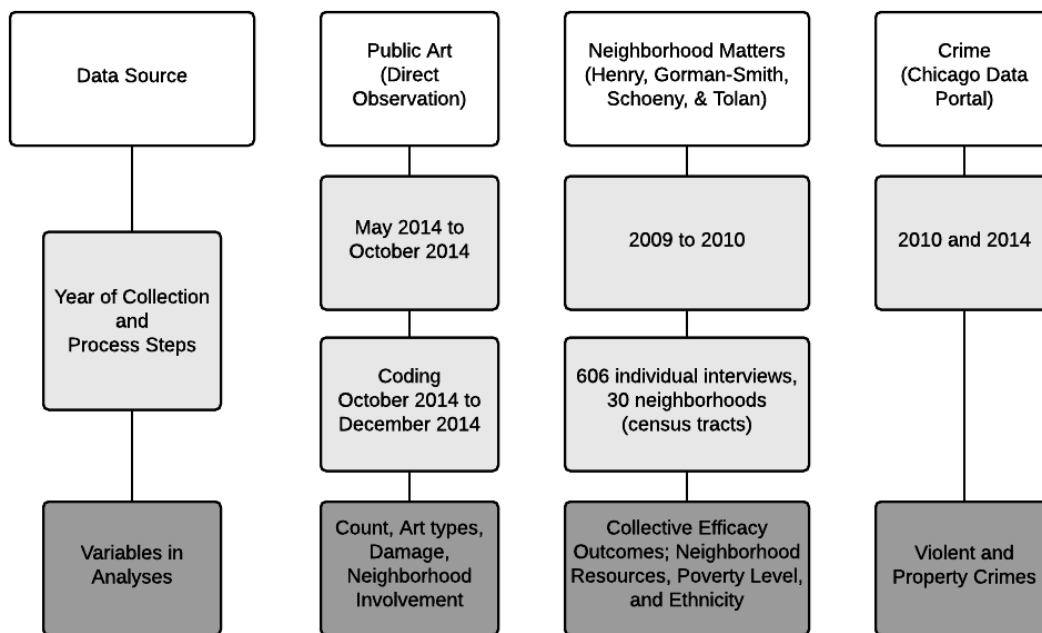 Data Source
Public Art
(Direct
Observation)
Neighborhood Matters
(Henry, Gorman-Smith,
Schoeny, & Tolan)
Crime
(Chicago Data
Portal)
Year of Collection
and
Process Steps
May 2014 to
October 2014
2009 to 2010
2010 and 2014
Coding
October 2014 to
December 2014
606 individual interviews,
30 neighborhoods
(census tracts)
Variables in
Analyses
Count, Art types,
Damage,
Neighborhood
Involvement
Collective Efficacy
Outcomes; Neighborhood
Resources, Poverty Level,
and Ethnicity
Violent and
Property Crimes